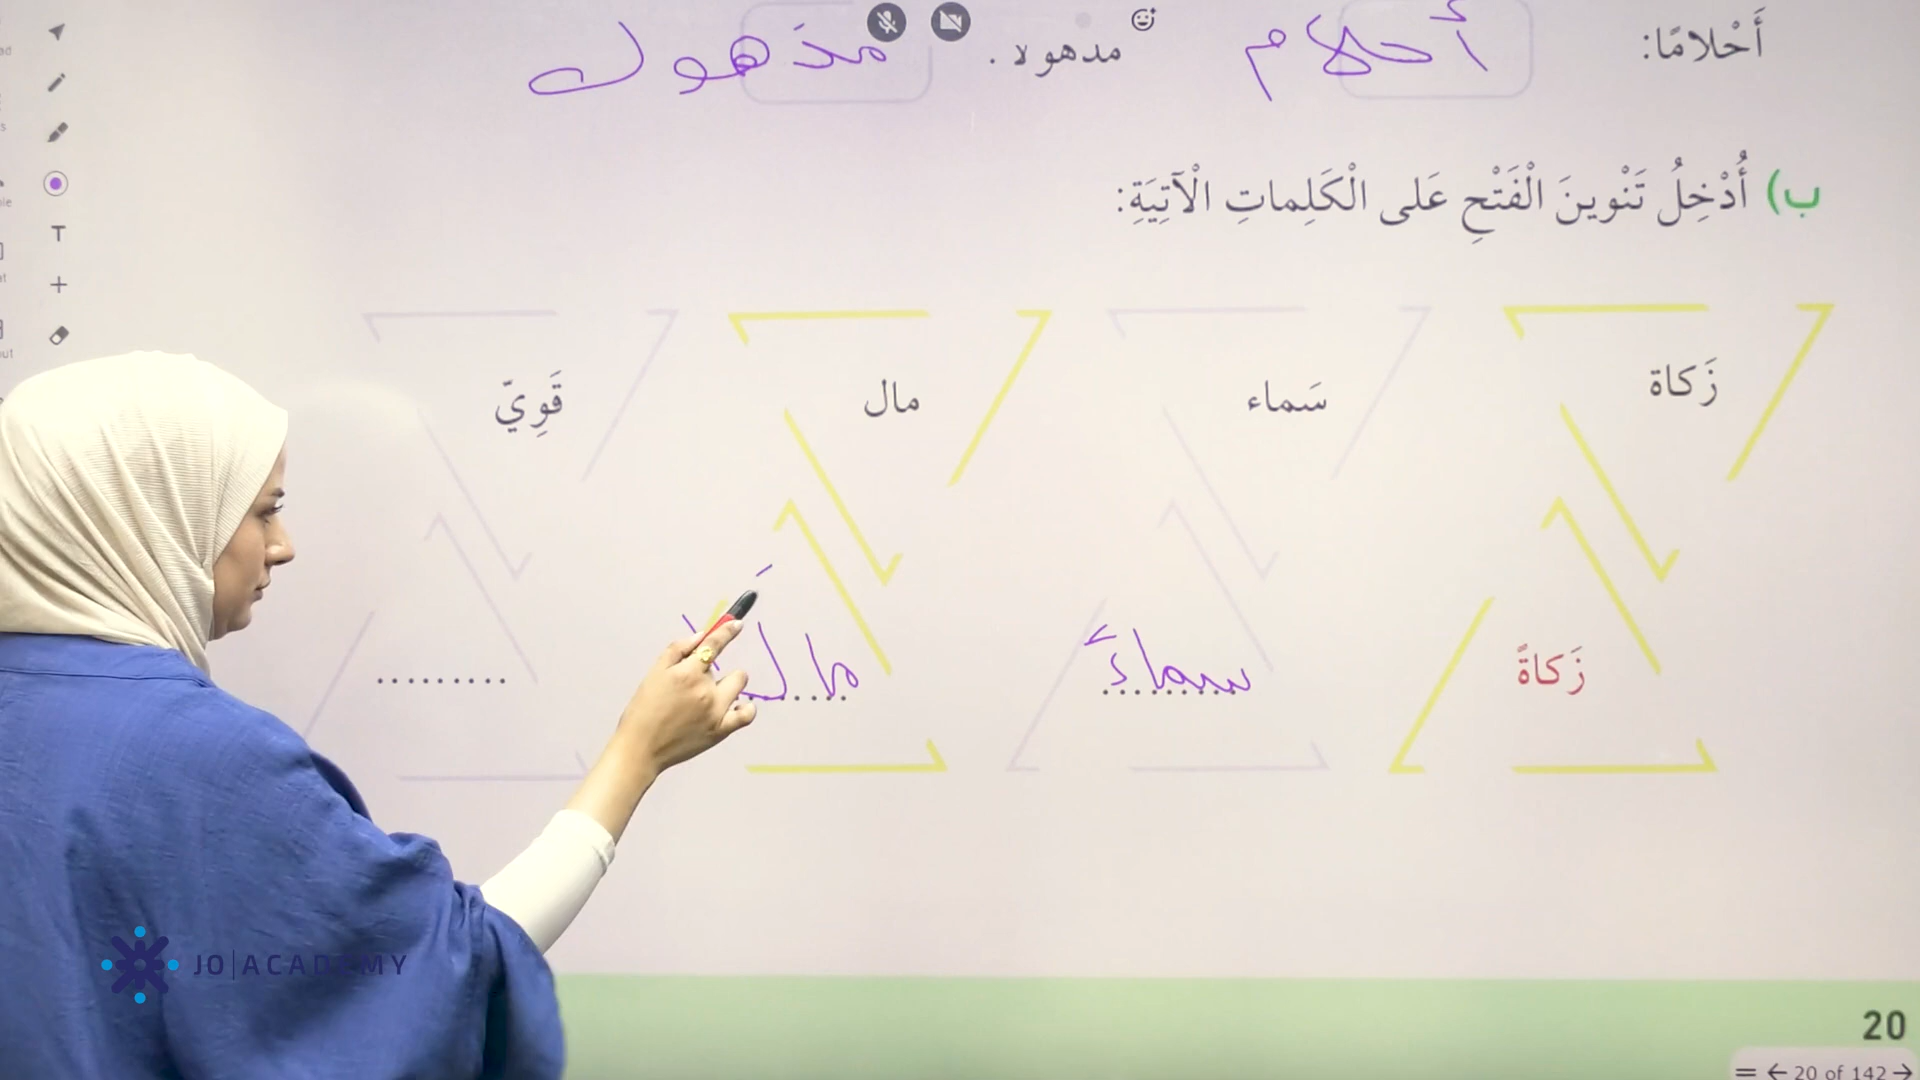 أَحْلامًا: أحلام مدهولا . مذهول
ب) أُدْخِلُ تَنْوينَ الْفَتْحِ عَلى الْكَلِماتِ الْآتِيَةِ:
زَكاة سَماء مال قَوِيّ
زَكاةً سماءً مالـ ..........
JO|ACADEMY
20
20 of 142